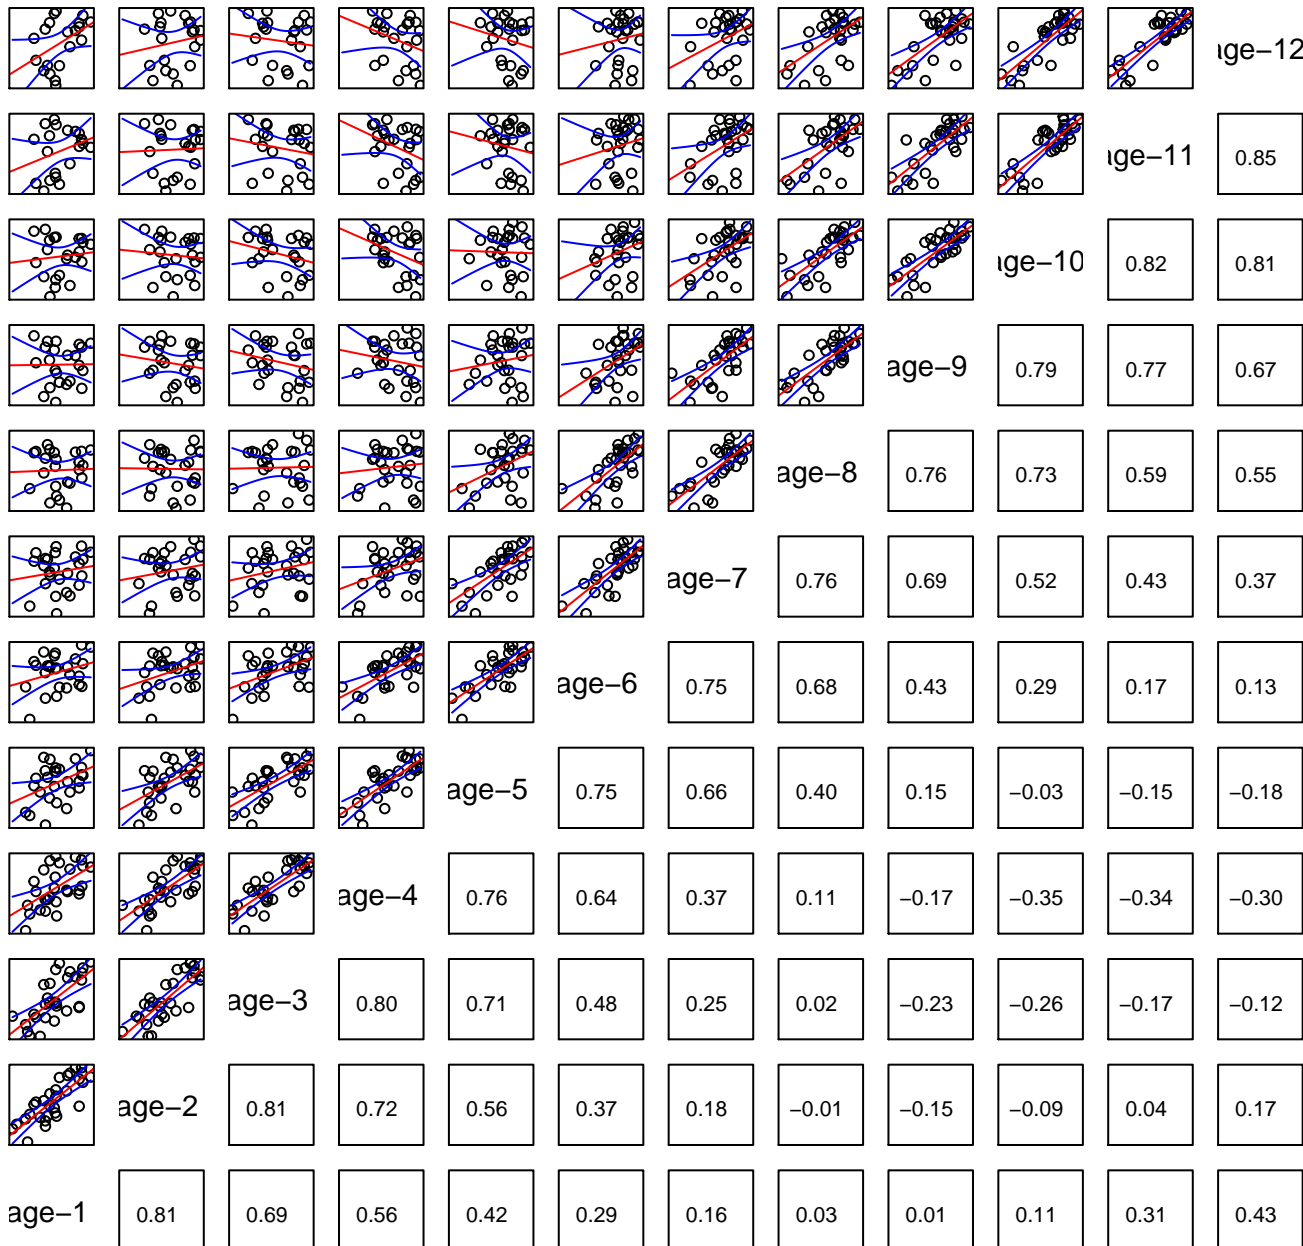 age−12
age−11 0.85
age−10 0.82 0.81
age−9 0.79 0.77 0.67
age−8 0.76 0.73 0.59 0.55
age−7 0.76 0.69 0.52 0.43 0.37
age−6 0.75 0.68 0.43 0.29 0.17 0.13
age−5 0.75 0.66 0.40 0.15 −0.03 −0.15 −0.18
age−4 0.76 0.64 0.37 0.11 −0.17 −0.35 −0.34 −0.30
age−3 0.80 0.71 0.48 0.25 0.02 −0.23 −0.26 −0.17 −0.12
age−2 0.81 0.72 0.56 0.37 0.18 −0.01 −0.15 −0.09 0.04 0.17
age−1 0.81 0.69 0.56 0.42 0.29 0.16 0.03 0.01 0.11 0.31 0.43